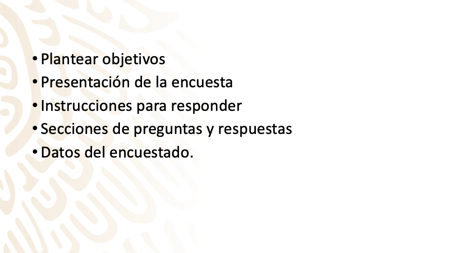 • Plantear objetivos
• Presentación de la encuesta
• Instrucciones para responder
• Secciones de preguntas y respuestas
• Datos del encuestado.